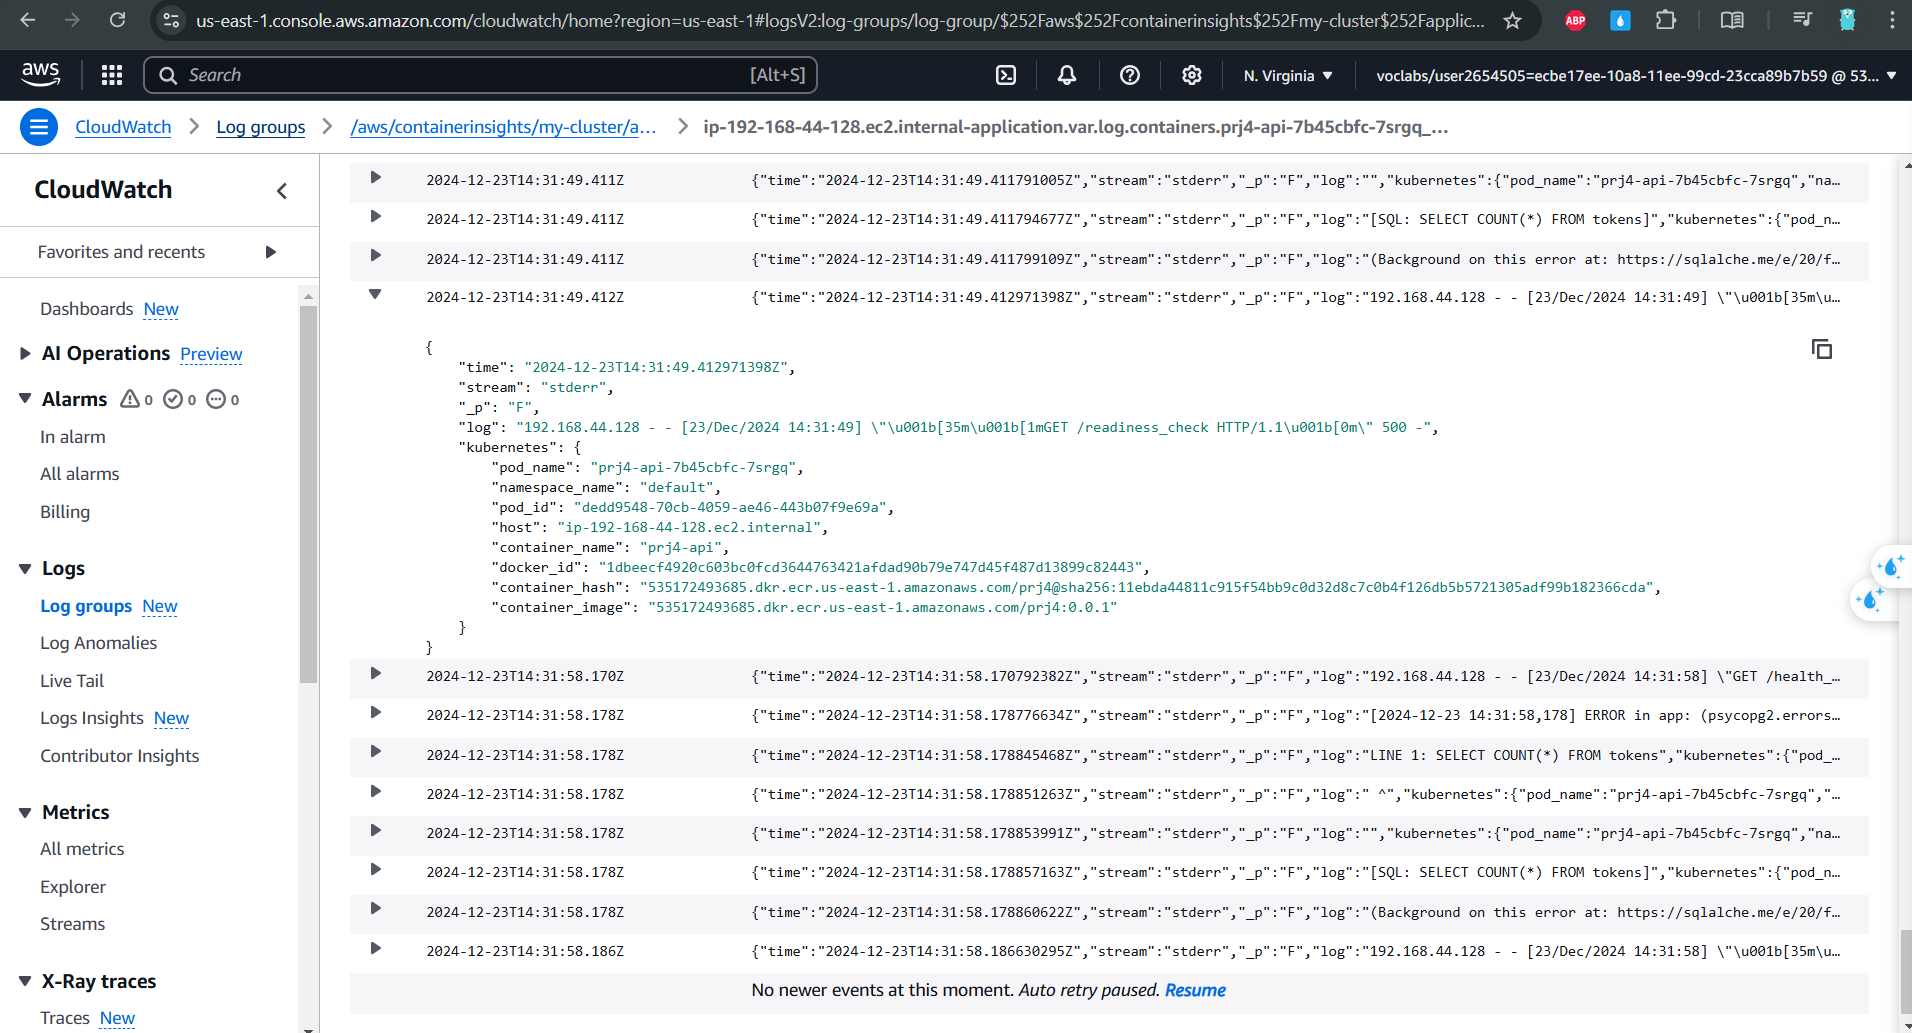 us-east-1.console.aws.amazon.com/cloudwatch/home?region=us-east-1#logsV2:log-groups/log-group/$252Faws$252Fcontainerinsights$252Fmy-cluster$252Fapplic...
ABP
aws
Search [Alt+S]
N. Virginia
voclabs/user2654505=ecbe17ee-10a8-11ee-99cd-23cca89b7b59 @ 53...
CloudWatch
Log groups
/aws/containerinsights/my-cluster/a...
ip-192-168-44-128.ec2.internal-application.var.log.containers.prj4-api-7b45cbfc-7srgq_...
CloudWatch
Favorites and recents
Dashboards New
AI Operations Preview
Alarms 0 0 0
In alarm
All alarms
Billing
Logs
Log groups New
Log Anomalies
Live Tail
Logs Insights New
Contributor Insights
Metrics
All metrics
Explorer
Streams
X-Ray traces
Traces New
2024-12-23T14:31:49.411Z {"time":"2024-12-23T14:31:49.411791005Z","stream":"stderr","_p":"F","log":"","kubernetes":{"pod_name":"prj4-api-7b45cbfc-7srgq","na...
2024-12-23T14:31:49.411Z {"time":"2024-12-23T14:31:49.411794677Z","stream":"stderr","_p":"F","log":"[SQL: SELECT COUNT(*) FROM tokens]","kubernetes":{"pod_n...
2024-12-23T14:31:49.411Z {"time":"2024-12-23T14:31:49.411799109Z","stream":"stderr","_p":"F","log":"(Background on this error at: https://sqlalche.me/e/20/f...
2024-12-23T14:31:49.412Z {"time":"2024-12-23T14:31:49.412971398Z","stream":"stderr","_p":"F","log":"192.168.44.128 - - [23/Dec/2024 14:31:49] \"\u001b[35m\u...
{
"time": "2024-12-23T14:31:49.412971398Z",
"stream": "stderr",
"_p": "F",
"log": "192.168.44.128 - - [23/Dec/2024 14:31:49] \"\u001b[35m\u001b[1mGET /readiness_check HTTP/1.1\u001b[0m\" 500 -",
"kubernetes": {
"pod_name": "prj4-api-7b45cbfc-7srgq",
"namespace_name": "default",
"pod_id": "dedd9548-70cb-4059-ae46-443b07f9e69a",
"host": "ip-192-168-44-128.ec2.internal",
"container_name": "prj4-api",
"docker_id": "1dbeecf4920c603bc0fcd3644763421afdad90b79e747d45f487d13899c82443",
"container_hash": "535172493685.dkr.ecr.us-east-1.amazonaws.com/prj4@sha256:11ebda44811c915f54bb9c0d32d8c7c0b4f126db5b5721305adf99b182366cda",
"container_image": "535172493685.dkr.ecr.us-east-1.amazonaws.com/prj4:0.0.1"
}
}
2024-12-23T14:31:58.170Z {"time":"2024-12-23T14:31:58.170792382Z","stream":"stderr","_p":"F","log":"192.168.44.128 - - [23/Dec/2024 14:31:58] \"GET /health_...
2024-12-23T14:31:58.178Z {"time":"2024-12-23T14:31:58.178776634Z","stream":"stderr","_p":"F","log":"[2024-12-23 14:31:58,178] ERROR in app: (psycopg2.errors...
2024-12-23T14:31:58.178Z {"time":"2024-12-23T14:31:58.178845468Z","stream":"stderr","_p":"F","log":"LINE 1: SELECT COUNT(*) FROM tokens","kubernetes":{"pod_...
2024-12-23T14:31:58.178Z {"time":"2024-12-23T14:31:58.178851263Z","stream":"stderr","_p":"F","log":" ^","kubernetes":{"pod_name":"prj4-api-7b45cbfc-7srgq","...
2024-12-23T14:31:58.178Z {"time":"2024-12-23T14:31:58.178853991Z","stream":"stderr","_p":"F","log":"","kubernetes":{"pod_name":"prj4-api-7b45cbfc-7srgq","na...
2024-12-23T14:31:58.178Z {"time":"2024-12-23T14:31:58.178857163Z","stream":"stderr","_p":"F","log":"[SQL: SELECT COUNT(*) FROM tokens]","kubernetes":{"pod_n...
2024-12-23T14:31:58.178Z {"time":"2024-12-23T14:31:58.178860622Z","stream":"stderr","_p":"F","log":"(Background on this error at: https://sqlalche.me/e/20/f...
2024-12-23T14:31:58.186Z {"time":"2024-12-23T14:31:58.186630295Z","stream":"stderr","_p":"F","log":"192.168.44.128 - - [23/Dec/2024 14:31:58] \"\u001b[35m\u...
No newer events at this moment. Auto retry paused. Resume